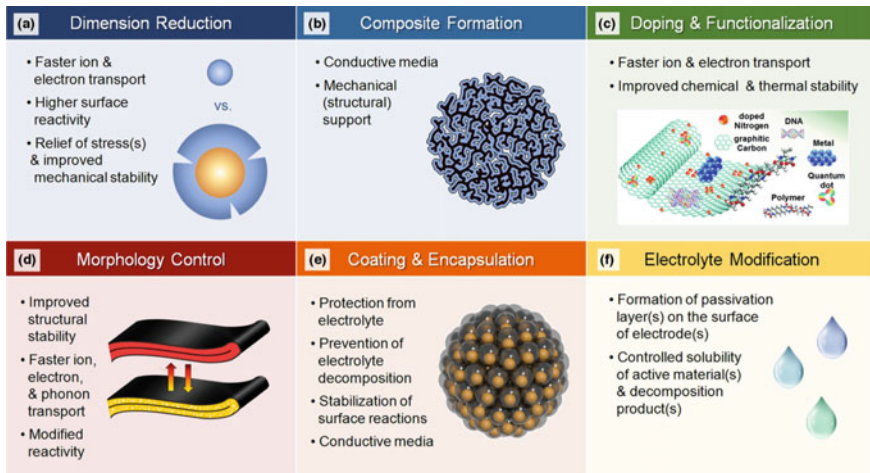 (a) Dimension Reduction
• Faster ion &
electron transport
• Higher surface
reactivity
• Relief of stress(s)
& improved
mechanical stability
vs.
(b) Composite Formation
• Conductive media
• Mechanical
(structural)
support
(c) Doping & Functionalization
• Faster ion & electron transport
• Improved chemical & thermal stability
doped
Nitrogen
graphitic
Carbon
DNA
Metal
Quantum
dot
Polymer
(d) Morphology Control
• Improved
structural
stability
• Faster ion,
electron,
& phonon
transport
• Modified
reactivity
(e) Coating & Encapsulation
• Protection from
electrolyte
• Prevention of
electrolyte
decomposition
• Stabilization of
surface reactions
• Conductive media
(f) Electrolyte Modification
• Formation of passivation
layer(s) on the surface
of electrode(s)
• Controlled solubility
of active material(s)
& decomposition
product(s)